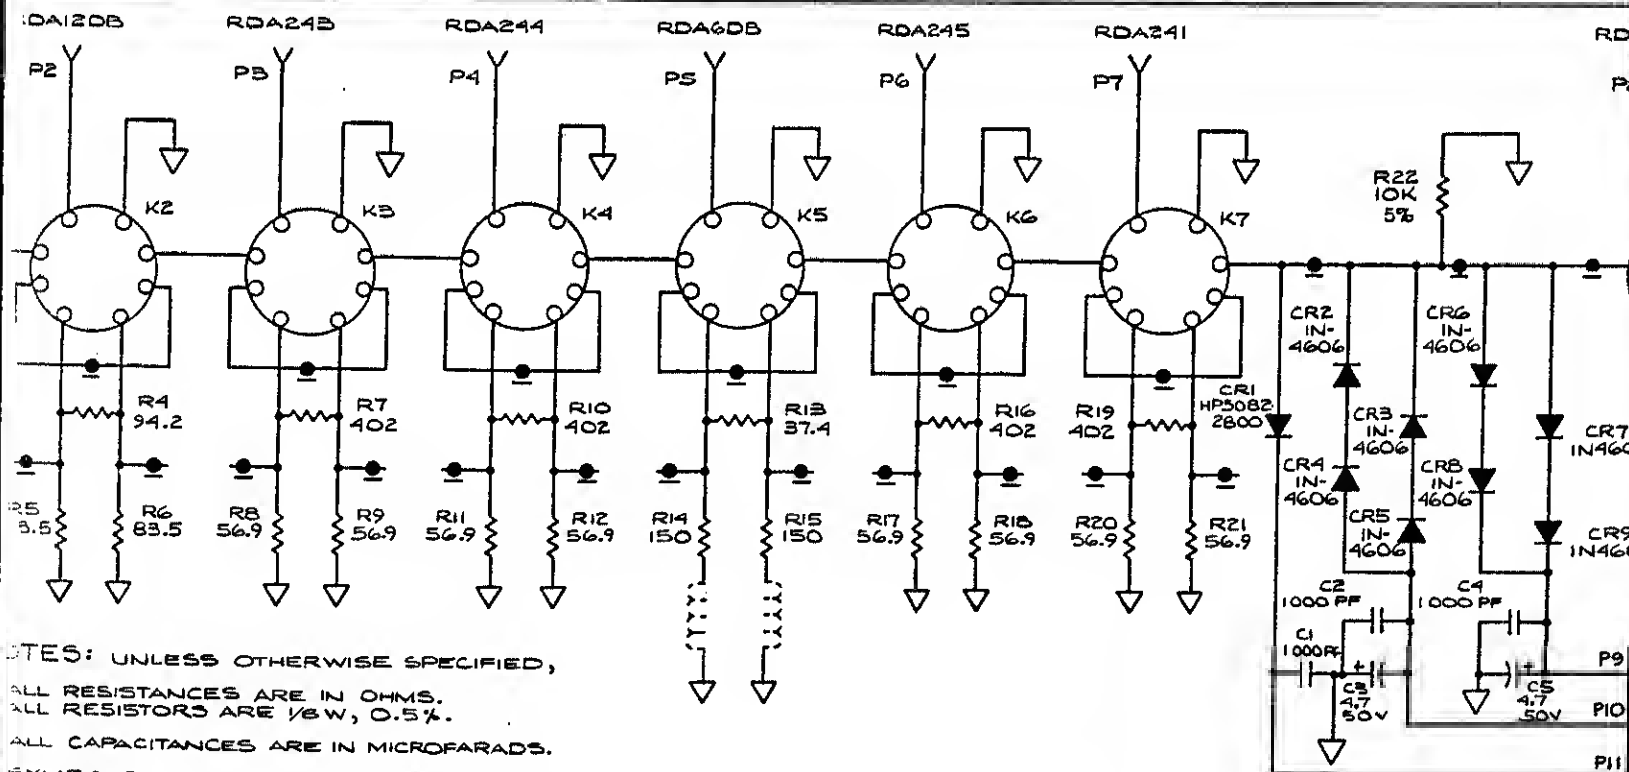 RDA243
RDA244
RDA6DB
RDA245
RDA241
P2
P3
P4
P5
P6
P7
K2
K3
K4
K5
K6
K7
R22
10K
5%
CR2
IN-
4606
CR6
IN-
4606
R4
94.2
R7
402
R10
402
R13
37.4
R16
402
R19
402
CR1
HP5082
2800
CR3
IN-
4606
CR7
CR4
IN-
4606
CR8
IN-
4606
R6
83.5
R8
56.9
R9
56.9
R11
56.9
R12
56.9
R14
150
R15
150
R17
56.9
R18
56.9
R20
56.9
R21
56.9
CR5
IN-
4606
CR9
C2
1000 PF
C4
1000 PF
C1
1000PF
C3
4.7
50V
C5
4.7
50V
P9
P10
P11
UNLESS OTHERWISE SPECIFIED,
ALL RESISTANCES ARE IN OHMS.
ALL RESISTORS ARE 1/8W, 0.5%.
ALL CAPACITANCES ARE IN MICROFARADS.